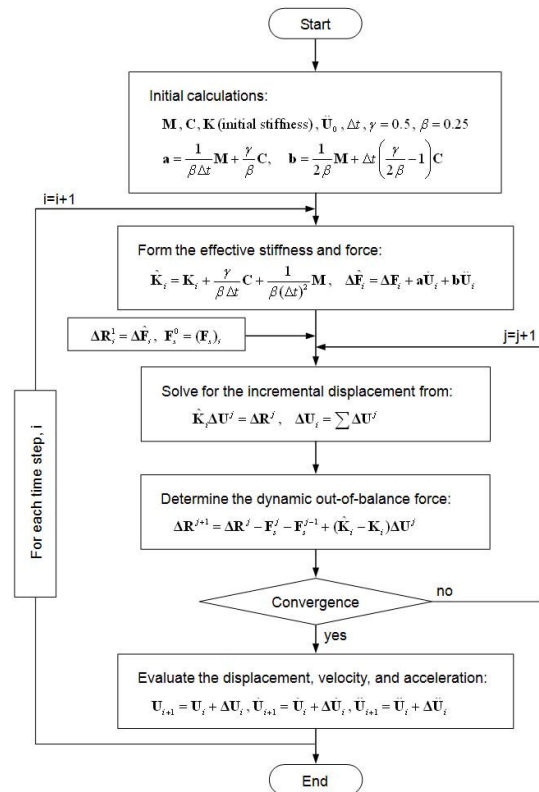 Start
Initial calculations:
M, C, K (initial stiffness), Ü₀, Δt, γ = 0.5, β = 0.25
a = 1/(βΔt) M + γ/β C, b = 1/(2β) M + Δt(γ/(2β) − 1)C
i=i+1
Form the effective stiffness and force:
K̂ᵢ = Kᵢ + γ/(βΔt) C + 1/(β(Δt)²) M, ΔF̂ᵢ = ΔFᵢ + aU̇ᵢ + bÜᵢ
ΔRᵢ¹ = ΔF̂ᵢ, Fₛ⁰ = (Fₛ)ᵢ
j=j+1
Solve for the incremental displacement from:
K̂ᵢΔUʲ = ΔRʲ, ΔUᵢ = ∑ΔUʲ
For each time step, i
Determine the dynamic out-of-balance force:
ΔRʲ⁺¹ = ΔRʲ − Fₛʲ − Fₛʲ⁻¹ + (K̂ᵢ − Kᵢ)ΔUʲ
Convergence
no
yes
Evaluate the displacement, velocity, and acceleration:
Uᵢ₊₁ = Uᵢ + ΔUᵢ, U̇ᵢ₊₁ = U̇ᵢ + ΔU̇ᵢ, Üᵢ₊₁ = Üᵢ + ΔÜᵢ
End